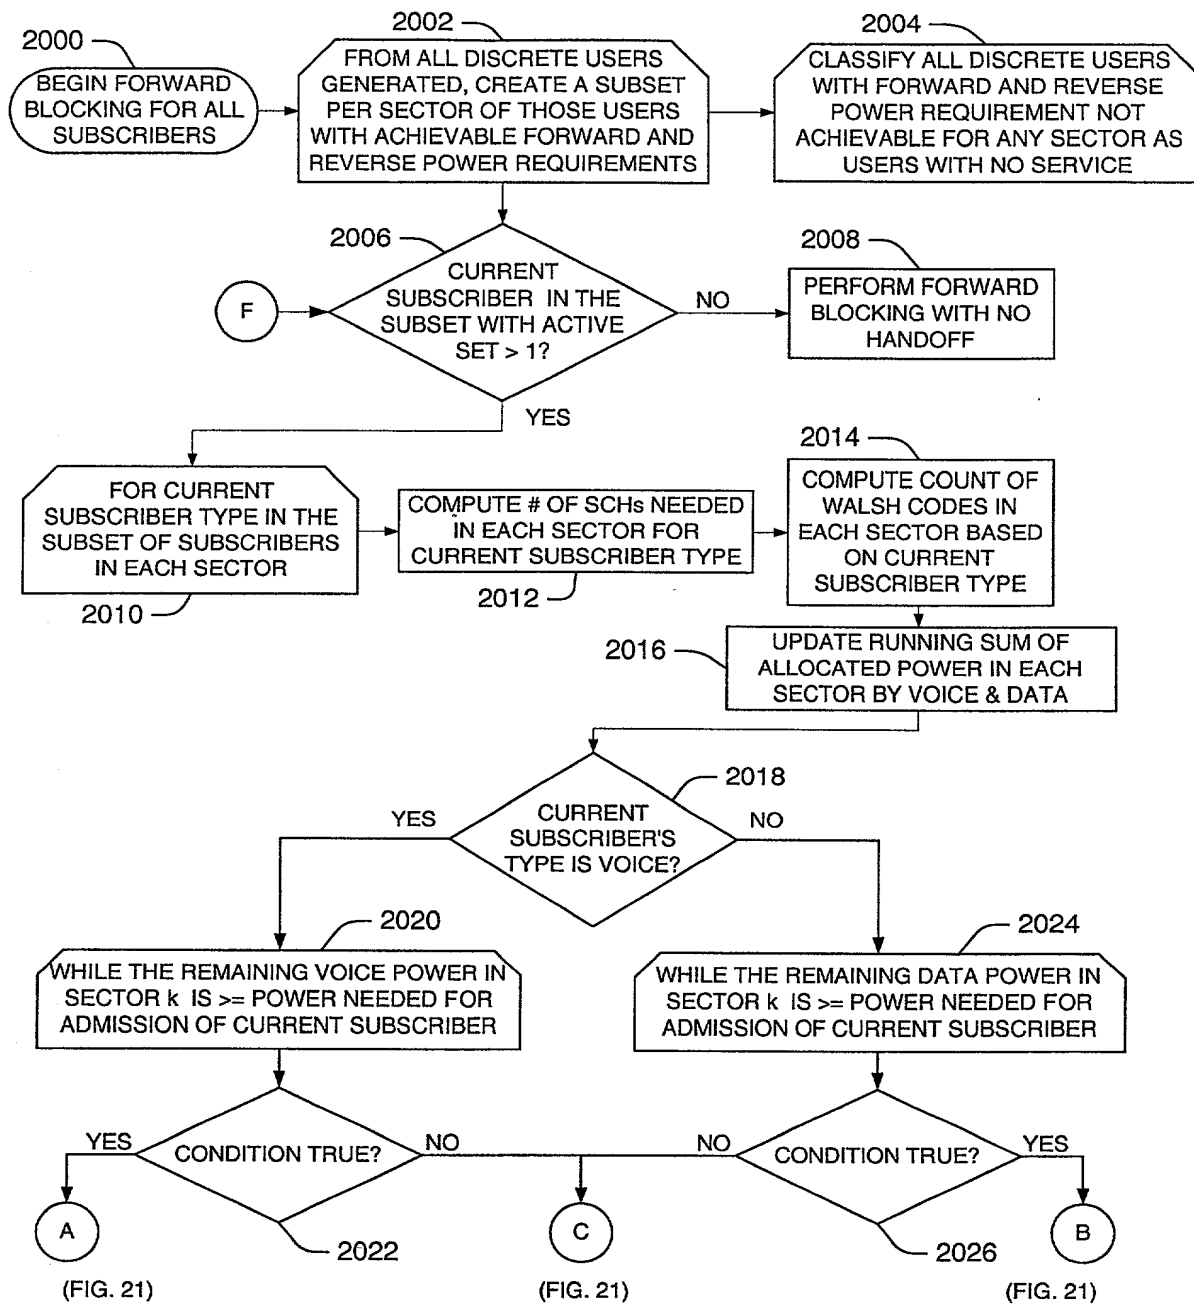 2000
BEGIN FORWARD
BLOCKING FOR ALL
SUBSCRIBERS
2002
FROM ALL DISCRETE USERS
GENERATED, CREATE A SUBSET
PER SECTOR OF THOSE USERS
WITH ACHIEVABLE FORWARD AND
REVERSE POWER REQUIREMENTS
2004
CLASSIFY ALL DISCRETE USERS
WITH FORWARD AND REVERSE
POWER REQUIREMENT NOT
ACHIEVABLE FOR ANY SECTOR AS
USERS WITH NO SERVICE
F
2006
CURRENT
SUBSCRIBER IN THE
SUBSET WITH ACTIVE
SET > 1?
NO
2008
PERFORM FORWARD
BLOCKING WITH NO
HANDOFF
YES
FOR CURRENT
SUBSCRIBER TYPE IN THE
SUBSET OF SUBSCRIBERS
IN EACH SECTOR
2010
COMPUTE # OF SCHs NEEDED
IN EACH SECTOR FOR
CURRENT SUBSCRIBER TYPE
2012
2014
COMPUTE COUNT OF
WALSH CODES IN
EACH SECTOR BASED
ON CURRENT
SUBSCRIBER TYPE
2016
UPDATE RUNNING SUM OF
ALLOCATED POWER IN EACH
SECTOR BY VOICE & DATA
2018
CURRENT
SUBSCRIBER'S
TYPE IS VOICE?
YES
NO
2020
WHILE THE REMAINING VOICE POWER IN
SECTOR k IS >= POWER NEEDED FOR
ADMISSION OF CURRENT SUBSCRIBER
2024
WHILE THE REMAINING DATA POWER IN
SECTOR k IS >= POWER NEEDED FOR
ADMISSION OF CURRENT SUBSCRIBER
YES
CONDITION TRUE?
NO
2022
NO
CONDITION TRUE?
YES
2026
A
C
B
(FIG. 21)
(FIG. 21)
(FIG. 21)